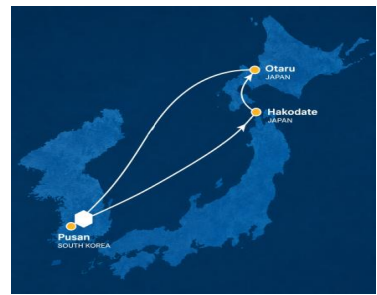 Otaru
JAPAN
Hakodate
JAPAN
Pusan
SOUTH KOREA